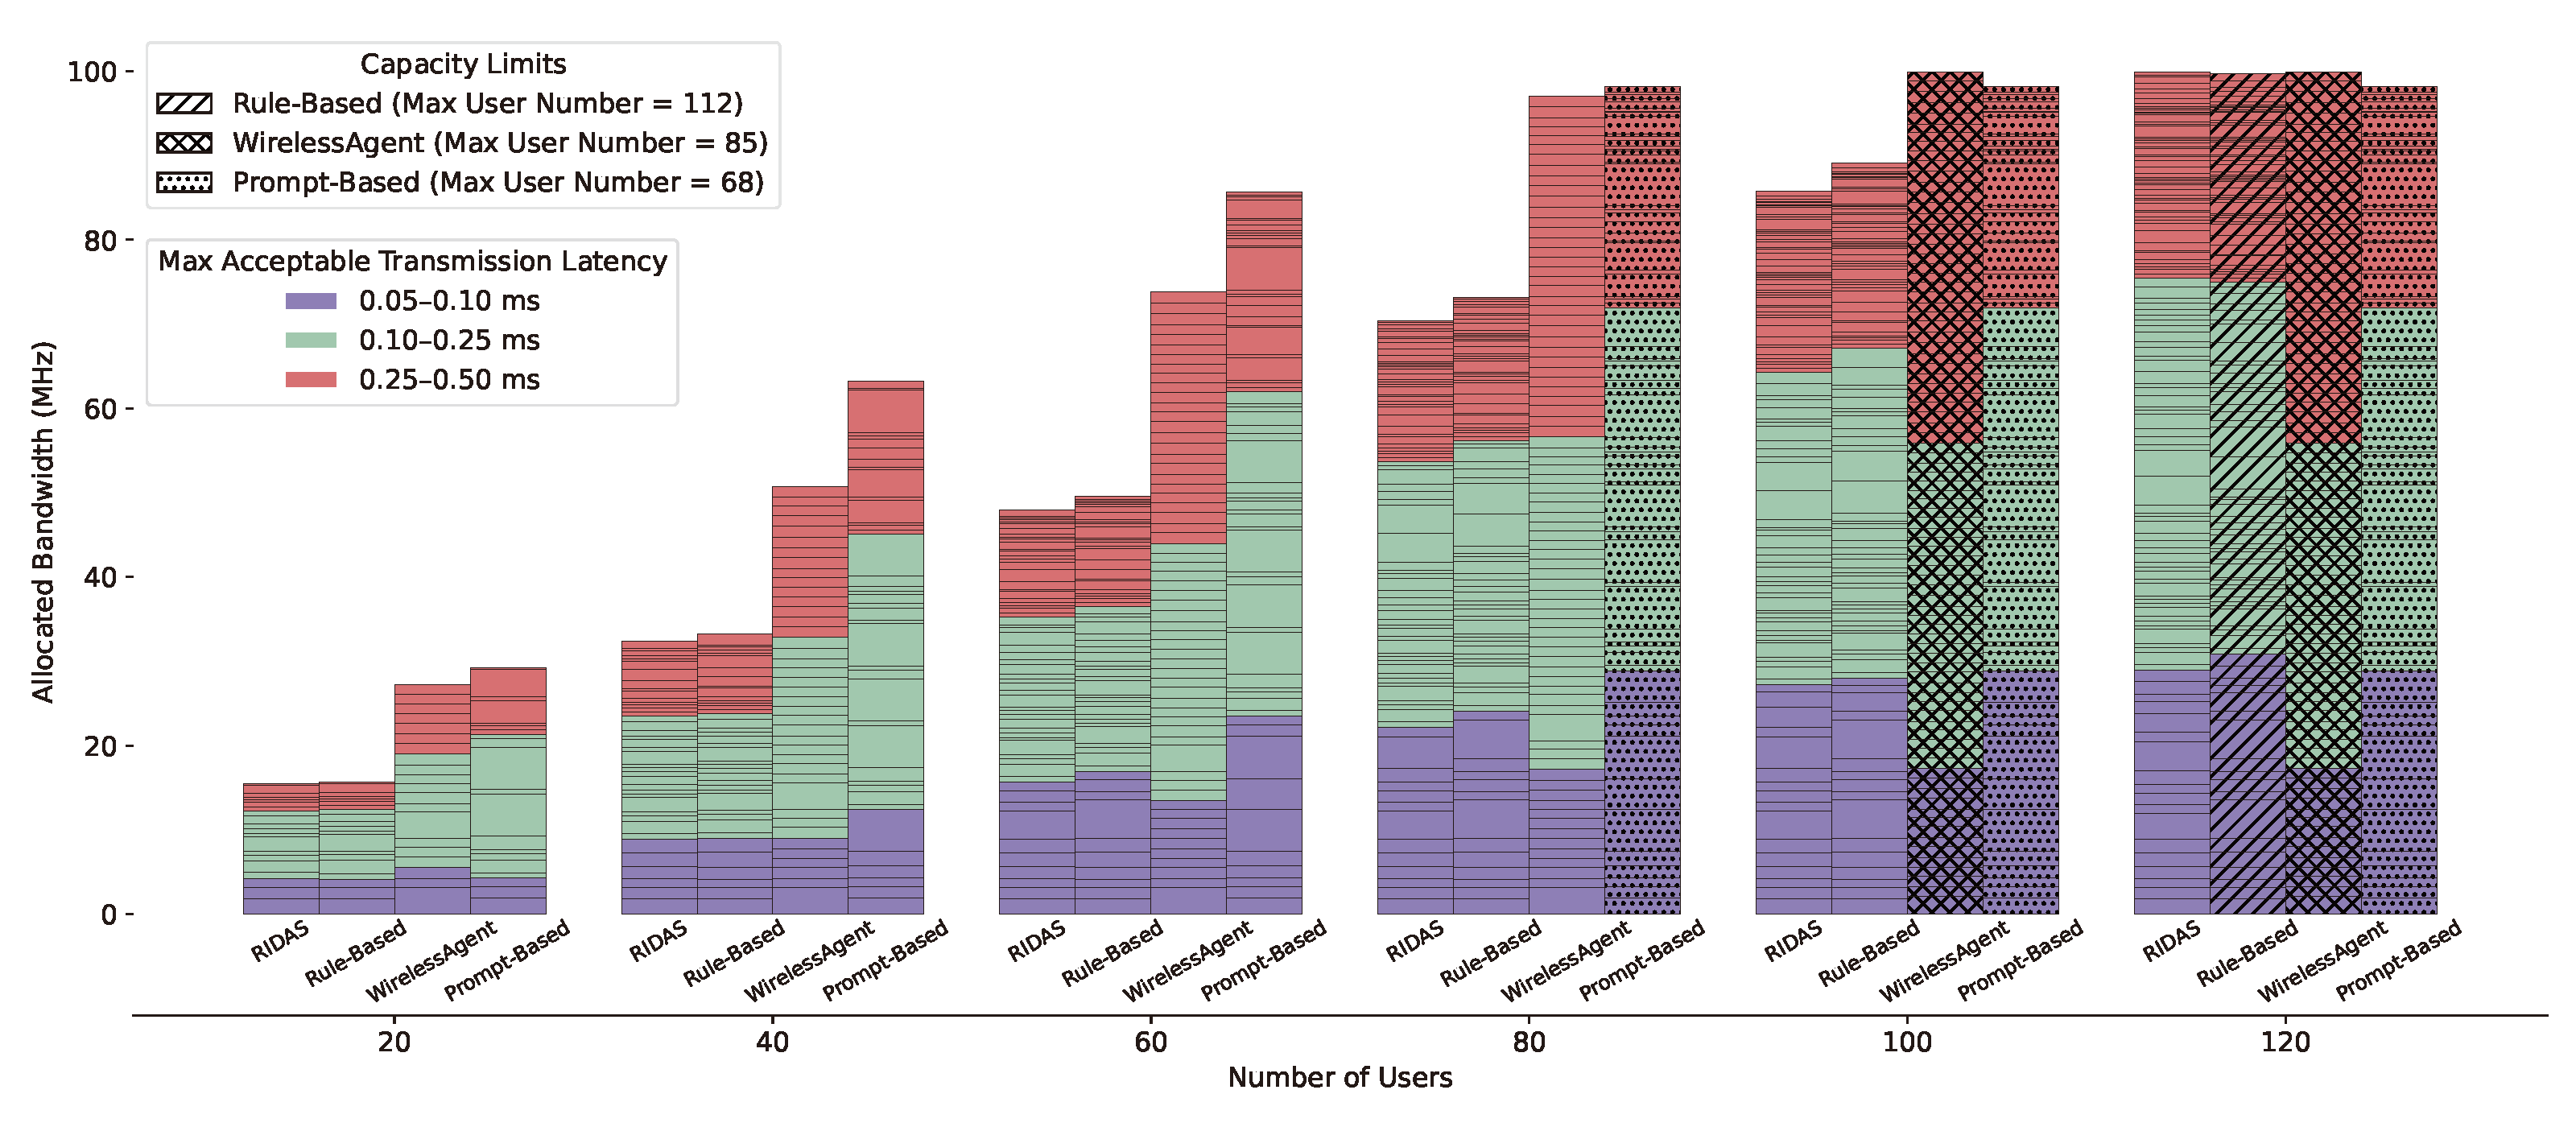 Capacity Limits
Rule-Based (Max User Number = 112)
WirelessAgent (Max User Number = 85)
Prompt-Based (Max User Number = 68)
Max Acceptable Transmission Latency
0.05–0.10 ms
0.10–0.25 ms
0.25–0.50 ms
Allocated Bandwidth (MHz)
100
80
60
40
20
0
RIDAS Rule-Based WirelessAgent Prompt-Based
RIDAS Rule-Based WirelessAgent Prompt-Based
RIDAS Rule-Based WirelessAgent Prompt-Based
RIDAS Rule-Based WirelessAgent Prompt-Based
RIDAS Rule-Based WirelessAgent Prompt-Based
RIDAS Rule-Based WirelessAgent Prompt-Based
20 40 60 80 100 120
Number of Users